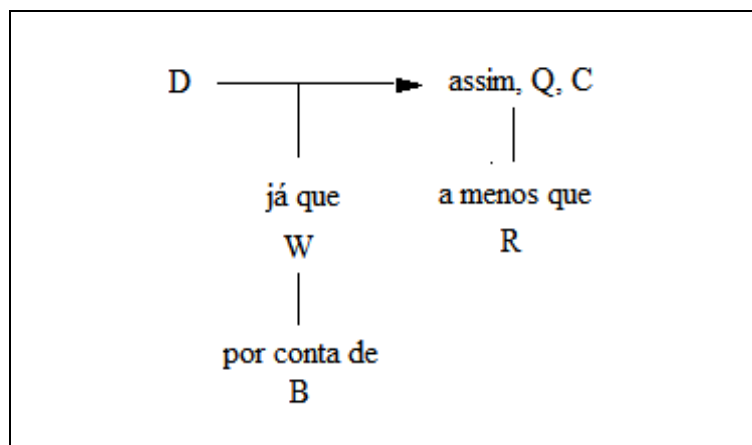 D assim, Q, C
já que a menos que
W R
por conta de
B